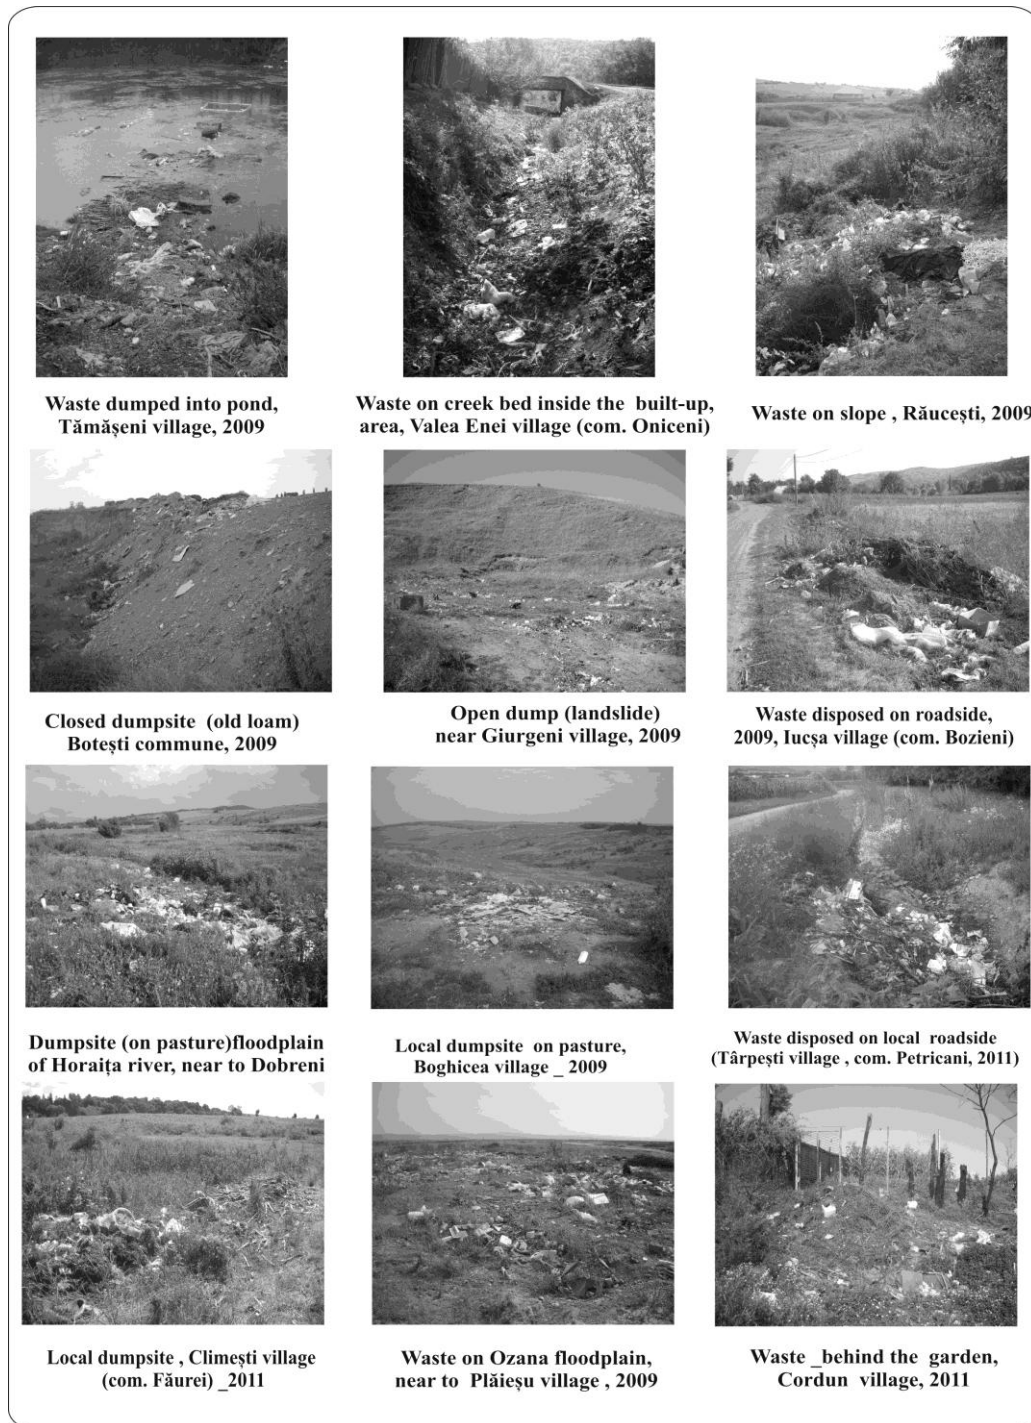 Waste dumped into pond,
Tămășeni village, 2009
Waste on creek bed inside the built-up,
area, Valea Enei village (com. Oniceni)
Waste on slope , Răucești, 2009
Closed dumpsite (old loam)
Botești commune, 2009
Open dump (landslide)
near Giurgeni village, 2009
Waste disposed on roadside,
2009, Iucșa village (com. Bozieni)
Dumpsite (on pasture)floodplain
of Horaița river, near to Dobreni
Local dumpsite on pasture,
Boghicea village _ 2009
Waste disposed on local roadside
(Târpești village , com. Petricani, 2011)
Local dumpsite , Climești village
(com. Făurei) _2011
Waste on Ozana floodplain,
near to Plăieșu village , 2009
Waste _behind the garden,
Cordun village, 2011